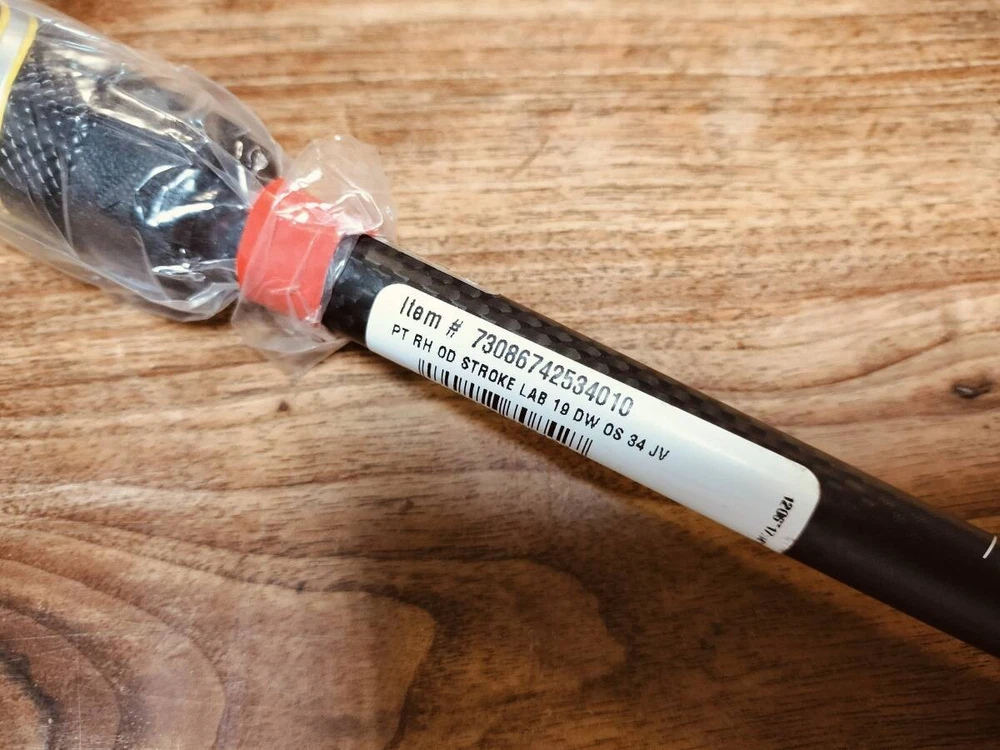 Item # 73086742534010
PT RH OD STROKE LAB 19 DW OS 34 JV